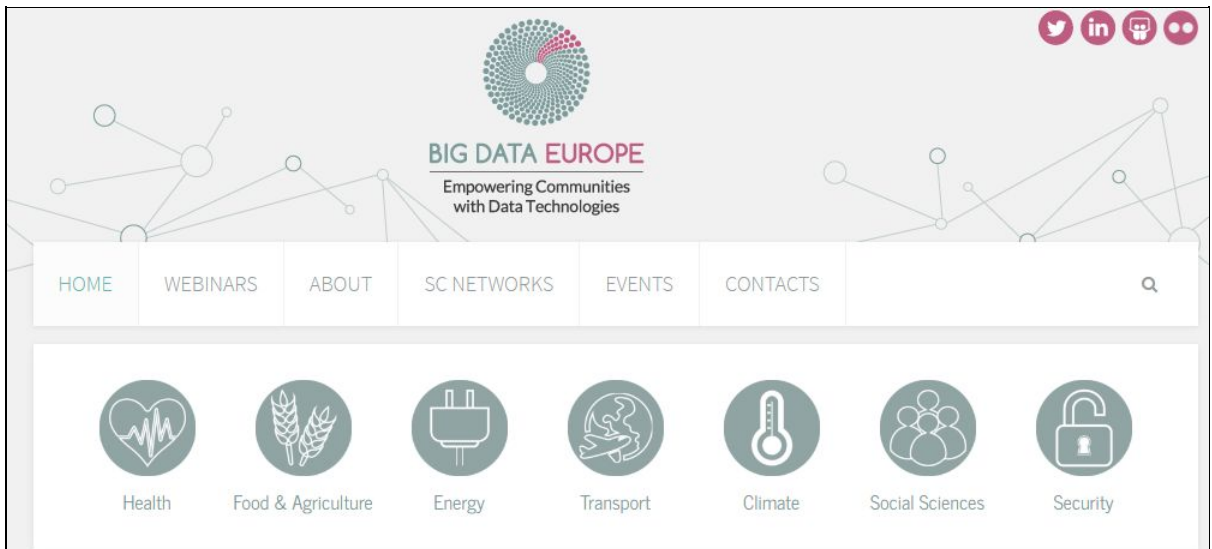 in
BIG DATA EUROPE
Empowering Communities
with Data Technologies
HOME WEBINARS ABOUT SC NETWORKS EVENTS CONTACTS
Health Food & Agriculture Energy Transport Climate Social Sciences Security